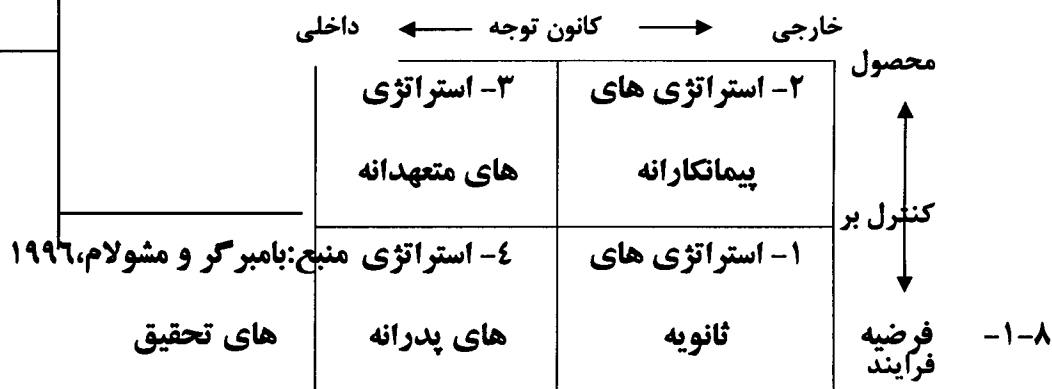 خارجی ⟶ کانون توجه ⟵ داخلی
محصول
۲- استراتژی های ۳- استراتژی
پیمانکارانه های متعهدانه
کنترل بر
۱- استراتژی های ۴- استراتژی منبع:بامبرگر و مشولام،۱۹۹٦
۸-۱- فرضیه ثانویه های پدرانه های تحقیق
فرایند